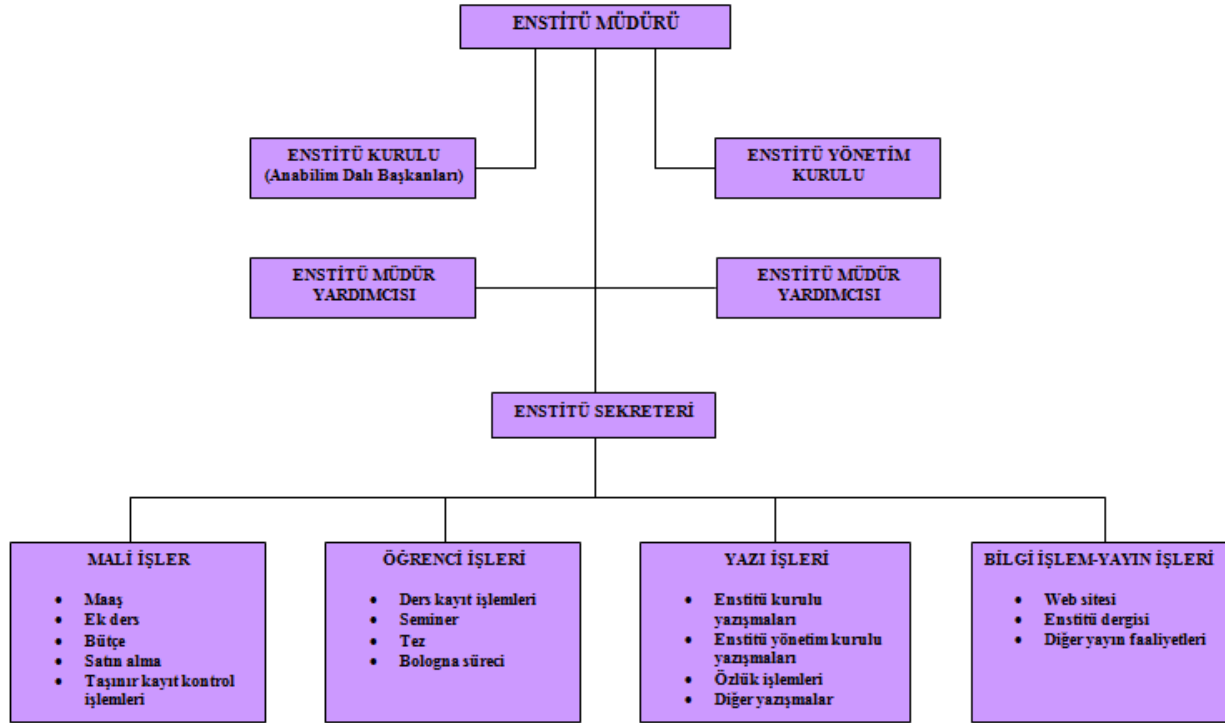 ENSTİTÜ MÜDÜRÜ
ENSTİTÜ KURULU
(Anabilim Dalı Başkanları)
ENSTİTÜ YÖNETİM
KURULU
ENSTİTÜ MÜDÜR
YARDIMCISI
ENSTİTÜ MÜDÜR
YARDIMCISI
ENSTİTÜ SEKRETERİ
MALİ İŞLER
• Maaş
• Ek ders
• Bütçe
• Satın alma
• Taşınır kayıt kontrol
işlemleri
ÖĞRENCİ İŞLERİ
• Ders kayıt işlemleri
• Seminer
• Tez
• Bologna süreci
YAZI İŞLERİ
• Enstitü kurulu
yazışmaları
• Enstitü yönetim kurulu
yazışmaları
• Özlük işlemleri
• Diğer yazışmalar
BİLGİ İŞLEM-YAYIN İŞLERİ
• Web sitesi
• Enstitü dergisi
• Diğer yayın faaliyetleri